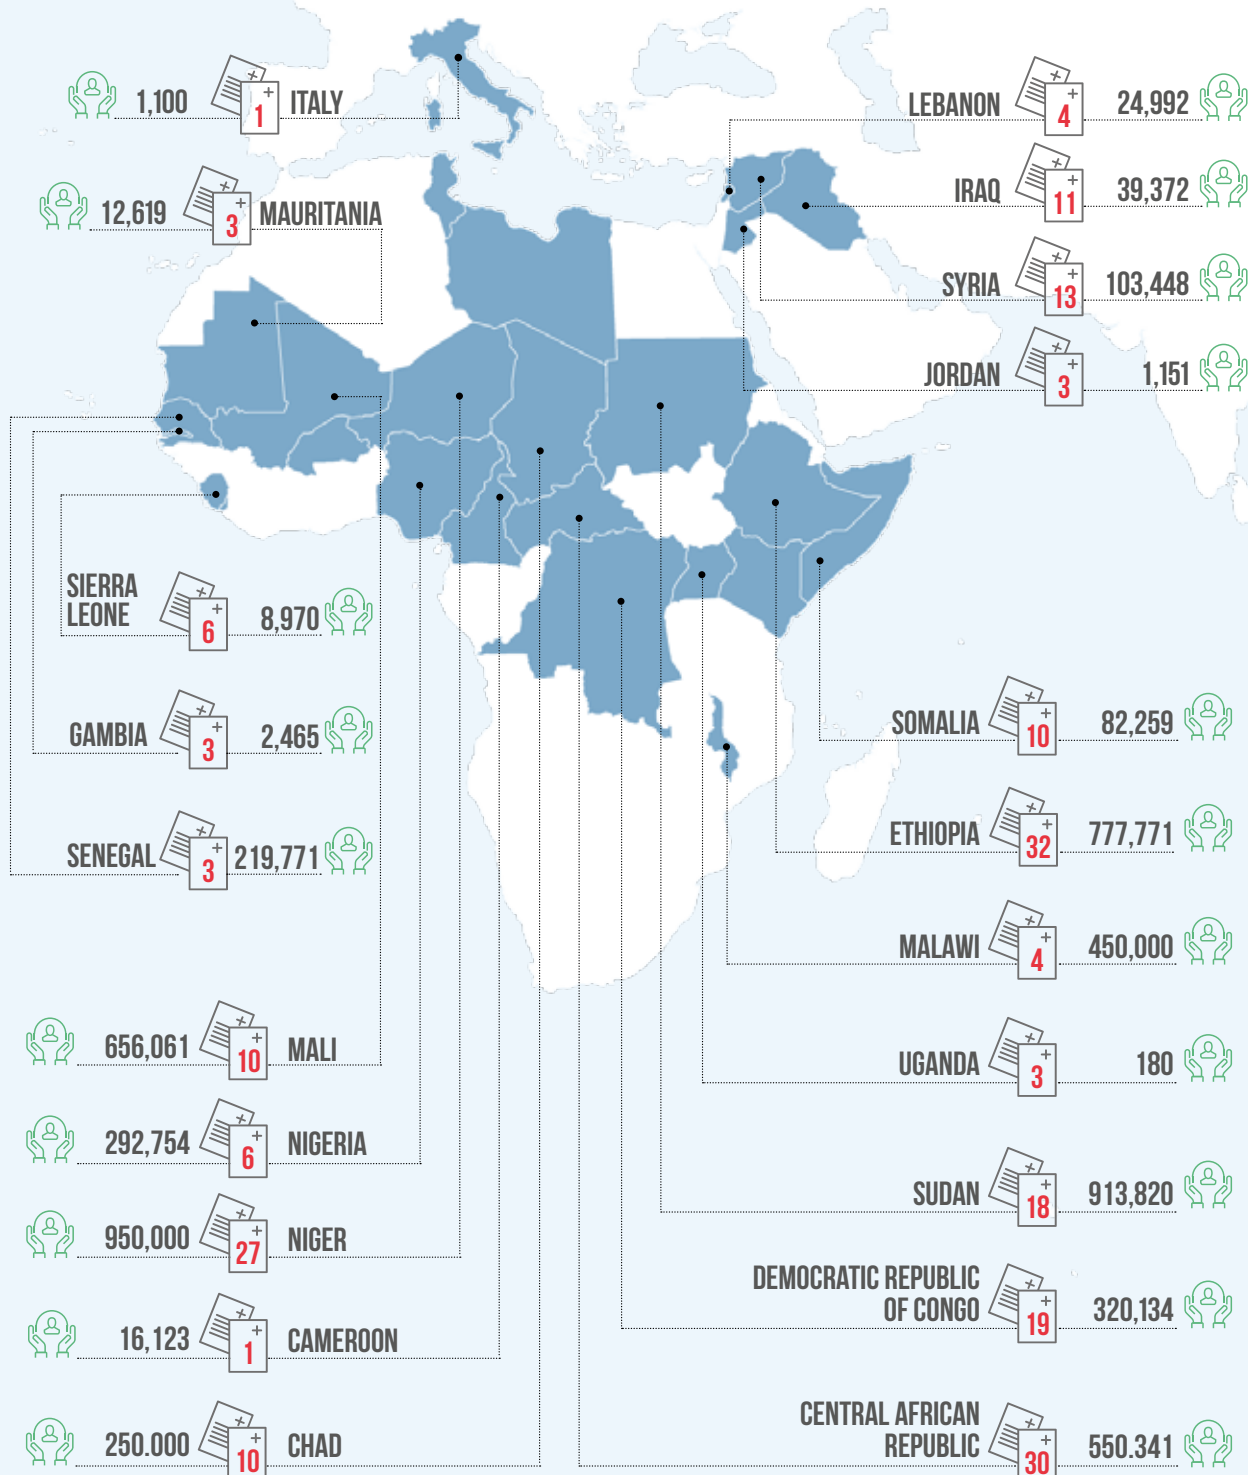 1,100
1
ITALY
12,619
3
MAURITANIA
LEBANON
4
24,992
IRAQ
11
39,372
SYRIA
13
103,448
JORDAN
3
1,151
SIERRA
LEONE
6
8,970
GAMBIA
3
2,465
SENEGAL
3
219,771
656,061
10
MALI
292,754
6
NIGERIA
950,000
27
NIGER
16,123
1
CAMEROON
250.000
10
CHAD
SOMALIA
10
82,259
ETHIOPIA
32
777,771
MALAWI
4
450,000
UGANDA
3
180
SUDAN
18
913,820
DEMOCRATIC REPUBLIC
OF CONGO
19
320,134
CENTRAL AFRICAN
REPUBLIC
30
550.341